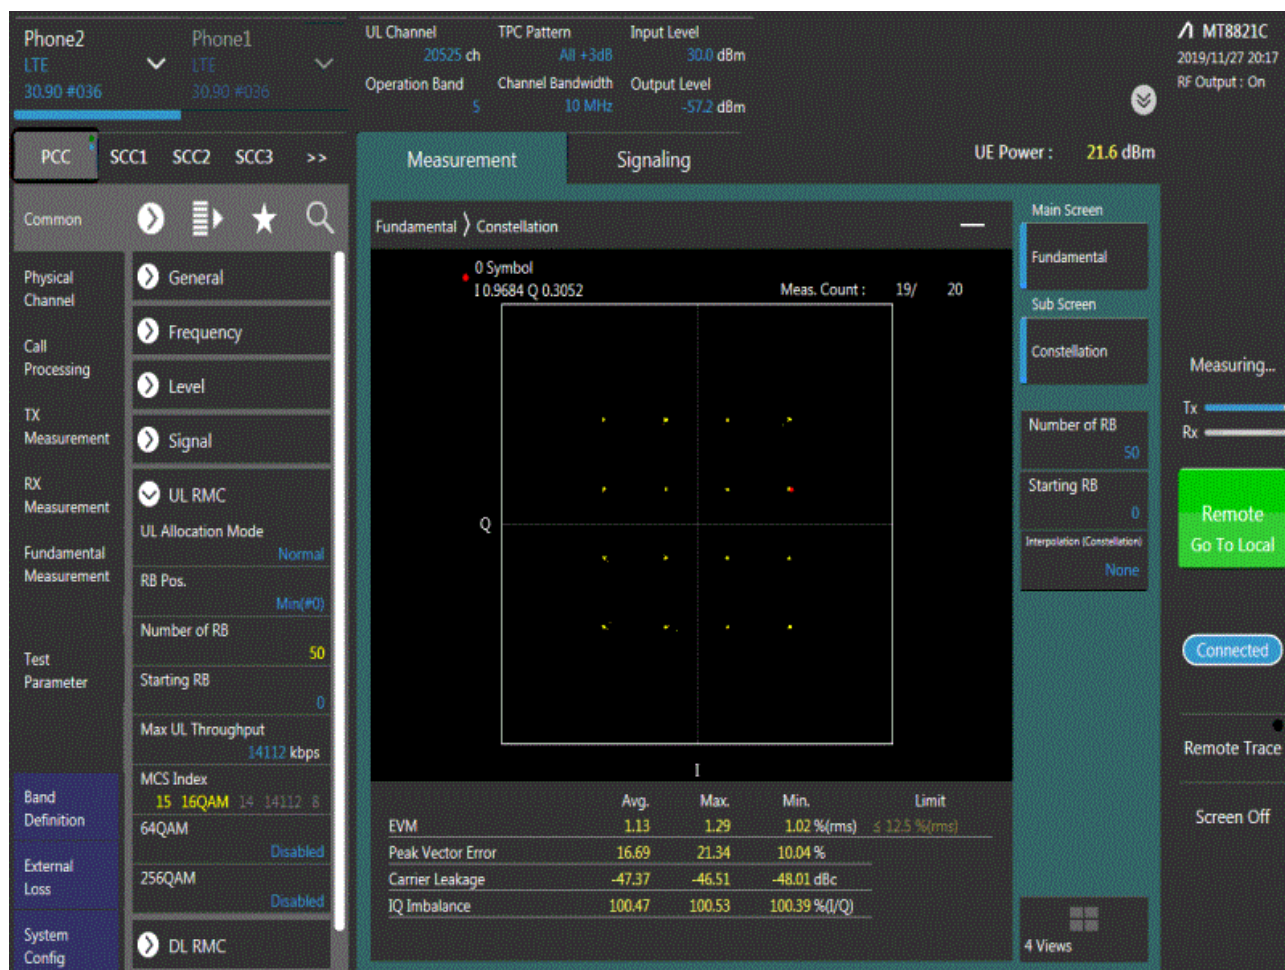 Phone2
LTE
30.90 #036
Phone1
LTE
30.90 #036
UL Channel
20525 ch
TPC Pattern
All +3dB
Input Level
30.0 dBm
Operation Band
5
Channel Bandwidth
10 MHz
Output Level
-57.2 dBm
MT8821C
2019/11/27 20:17
RF Output : On
PCC
SCC1
SCC2
SCC3
>>
Measurement
Signaling
UE Power : 21.6 dBm
Common
Physical
Channel
Call
Processing
TX
Measurement
RX
Measurement
Fundamental
Measurement
Test
Parameter
Band
Definition
External
Loss
System
Config
General
Frequency
Level
Signal
UL RMC
UL Allocation Mode
Normal
RB Pos.
Min(#0)
Number of RB
50
Starting RB
0
Max UL Throughput
14112 kbps
MCS Index
15 16QAM 14 14112 8
64QAM
Disabled
256QAM
Disabled
DL RMC
Fundamental 〉 Constellation
0 Symbol
I 0.9684 Q 0.3052
Meas. Count : 19/ 20
Q
I
Avg. Max. Min. Limit
EVM 1.13 1.29 1.02 %(rms) ≤ 12.5 %(rms)
Peak Vector Error 16.69 21.34 10.04 %
Carrier Leakage -47.37 -46.51 -48.01 dBc
IQ Imbalance 100.47 100.53 100.39 %(I/Q)
Main Screen
Fundamental
Sub Screen
Constellation
Number of RB
50
Starting RB
0
Interpolation (Constellation)
None
4 Views
Measuring...
Tx
Rx
Remote
Go To Local
Connected
Remote Trace
Screen Off